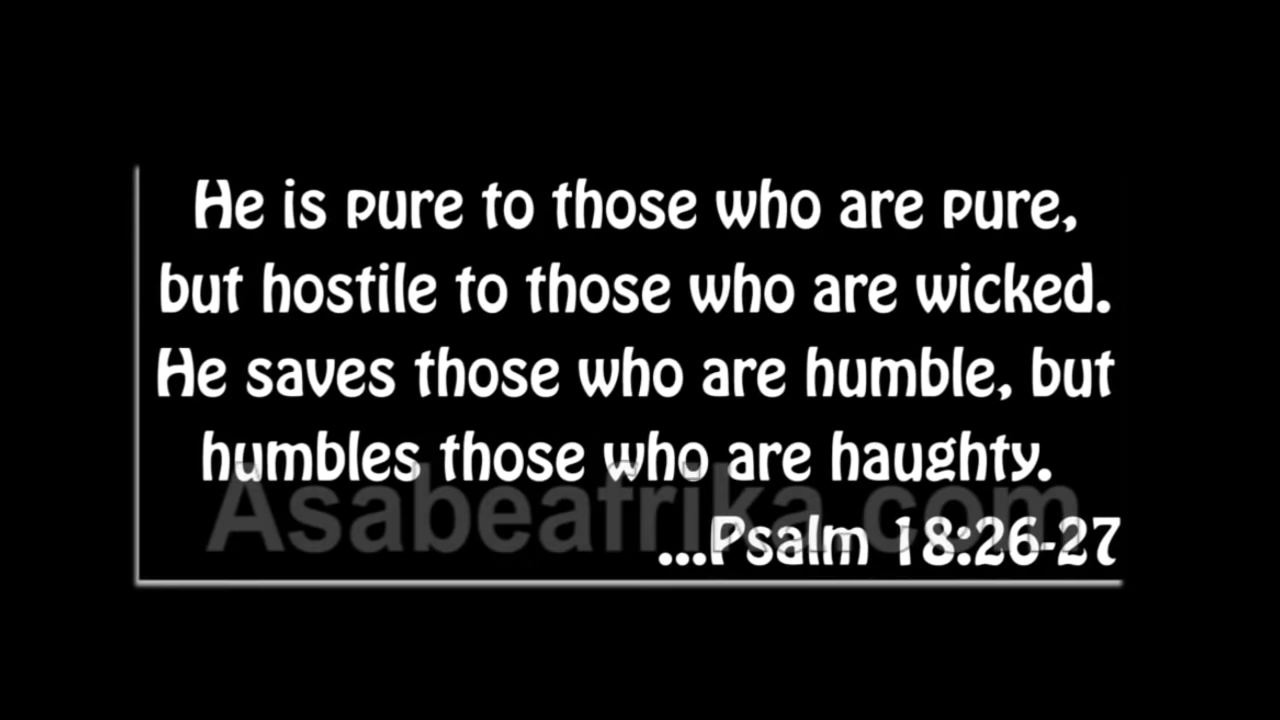 He is pure to those who are pure,
but hostile to those who are wicked.
He saves those who are humble, but
humbles those who are haughty.
Asabeafrika.com
...Psalm 18:26-27